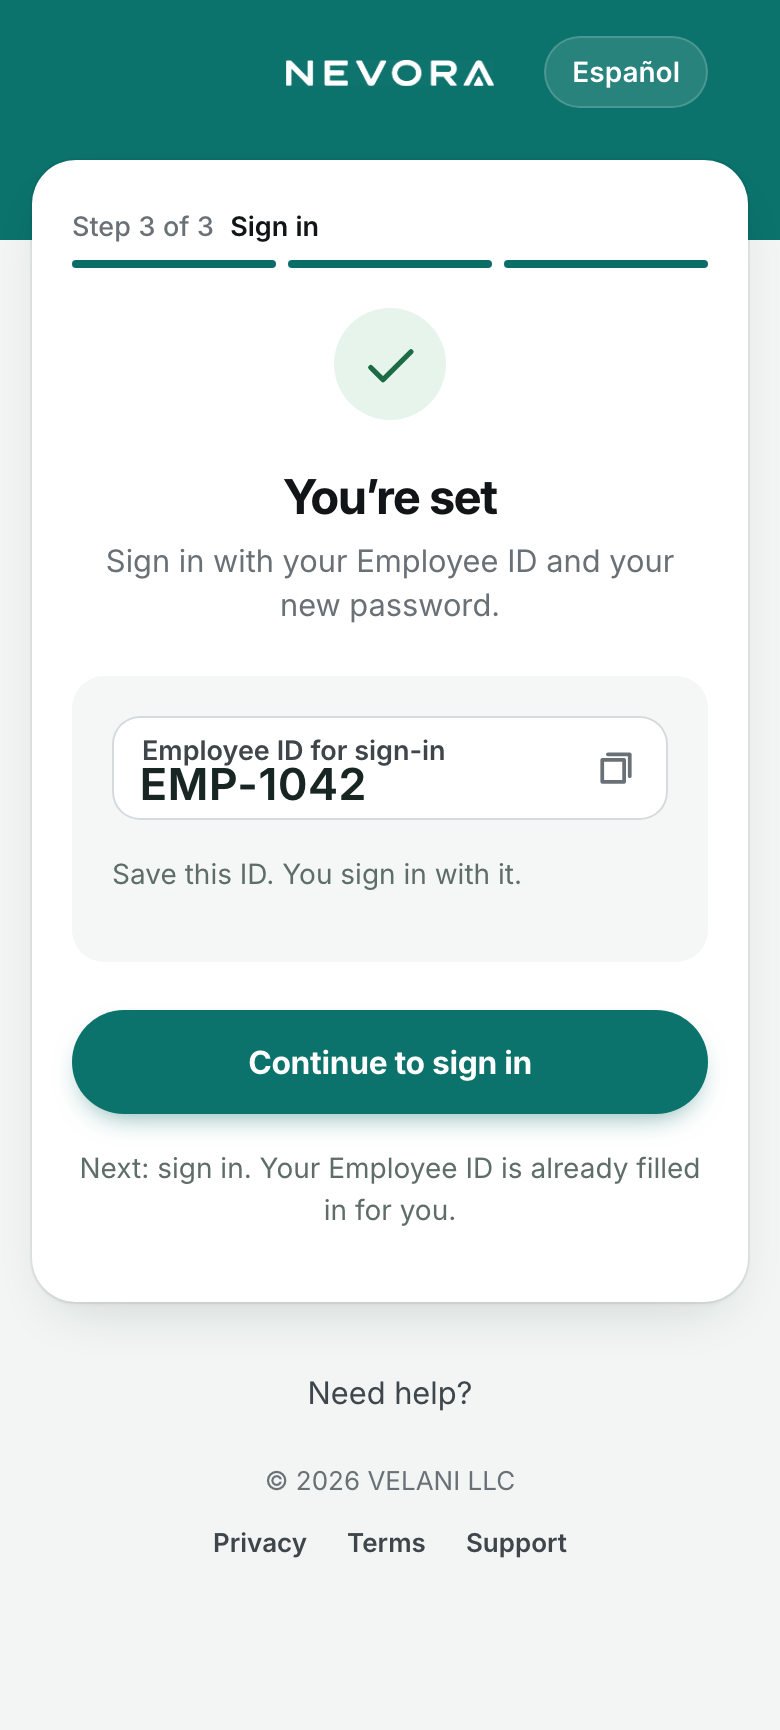 NEVORA
Español
Step 3 of 3 Sign in
You’re set
Sign in with your Employee ID and your
new password.
Employee ID for sign-in
EMP-1042
Save this ID. You sign in with it.
Continue to sign in
Next: sign in. Your Employee ID is already filled
in for you.
Need help?
© 2026 VELANI LLC
Privacy Terms Support